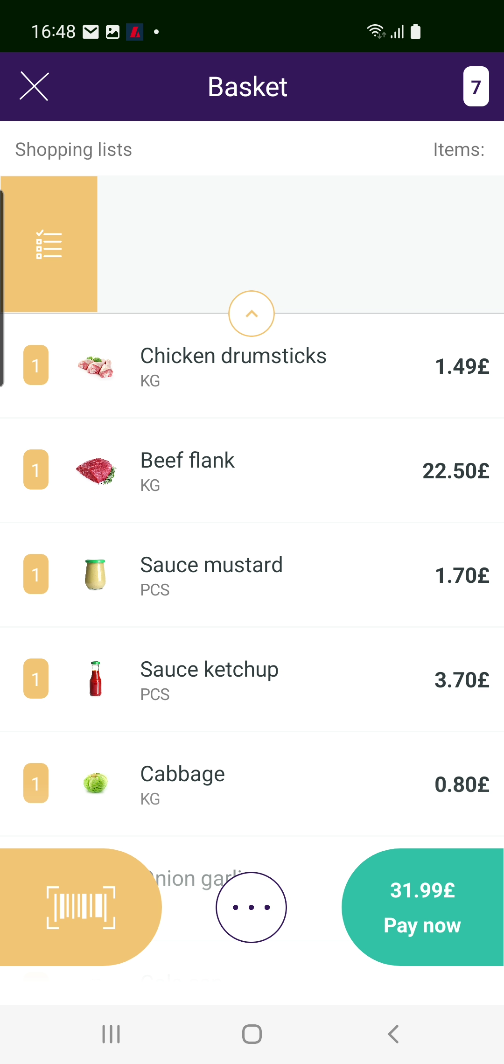 16:48
Basket
7
Shopping lists
Items:
Chicken drumsticks
KG
1
1.49£
Beef flank
KG
1
22.50£
Sauce mustard
PCS
1
1.70£
Sauce ketchup
PCS
1
3.70£
Cabbage
KG
1
0.80£
Onion garli
31.99£
Pay now